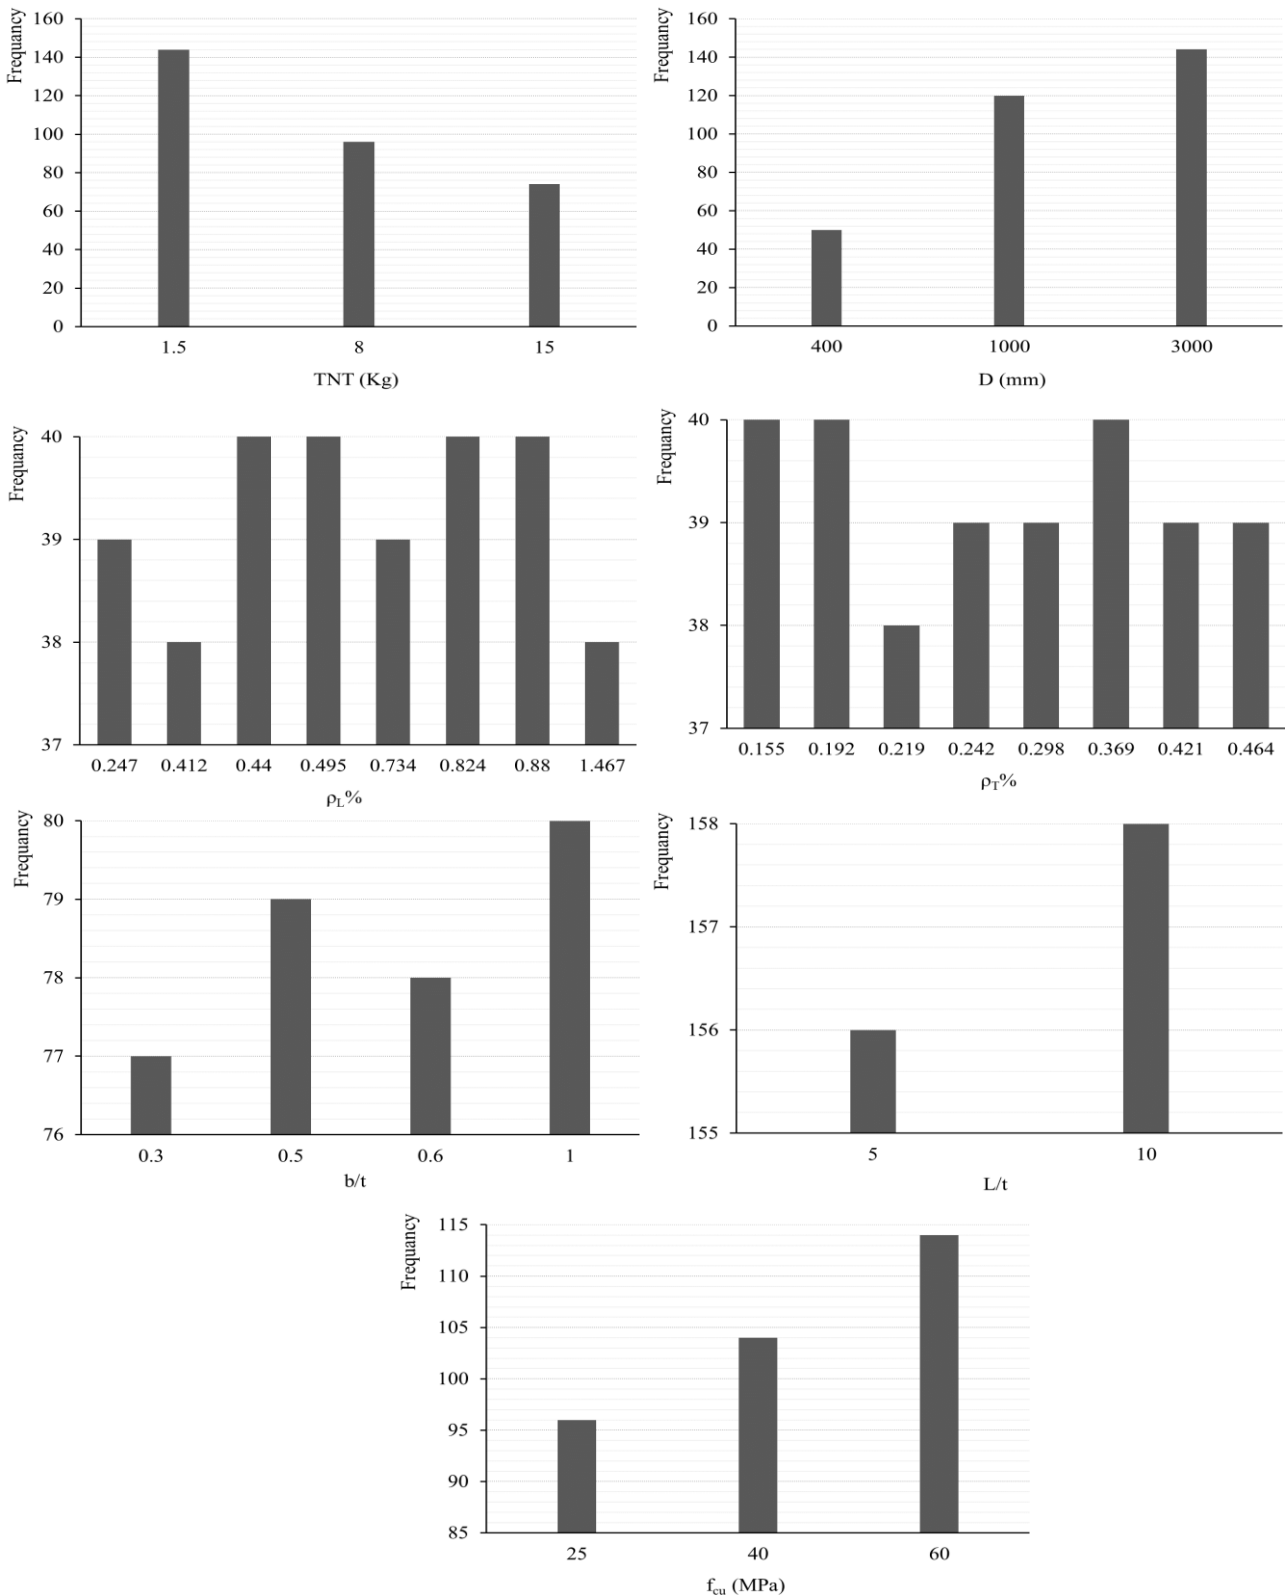 Frequancy
160
140
120
100
80
60
40
20
0
1.5 8 15
TNT (Kg)
Frequancy
160
140
120
100
80
60
40
20
0
400 1000 3000
D (mm)
Frequancy
40
39
38
37
0.247 0.412 0.44 0.495 0.734 0.824 0.88 1.467
ρL%
Frequancy
40
39
38
37
0.155 0.192 0.219 0.242 0.298 0.369 0.421 0.464
ρT%
Frequancy
80
79
78
77
76
0.3 0.5 0.6 1
b/t
Frequancy
158
157
156
155
5 10
L/t
Frequancy
115
110
105
100
95
90
85
25 40 60
fcu (MPa)